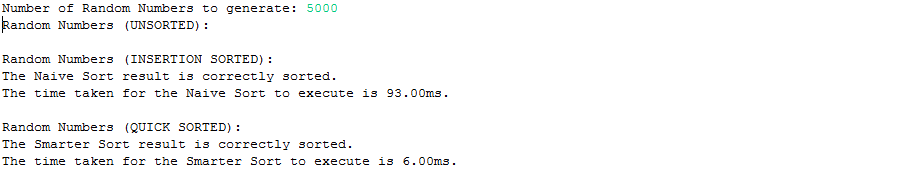 Number of Random Numbers to generate: 5000
Random Numbers (UNSORTED):
Random Numbers (INSERTION SORTED):
The Naive Sort result is correctly sorted.
The time taken for the Naive Sort to execute is 93.00ms.
Random Numbers (QUICK SORTED):
The Smarter Sort result is correctly sorted.
The time taken for the Smarter Sort to execute is 6.00ms.